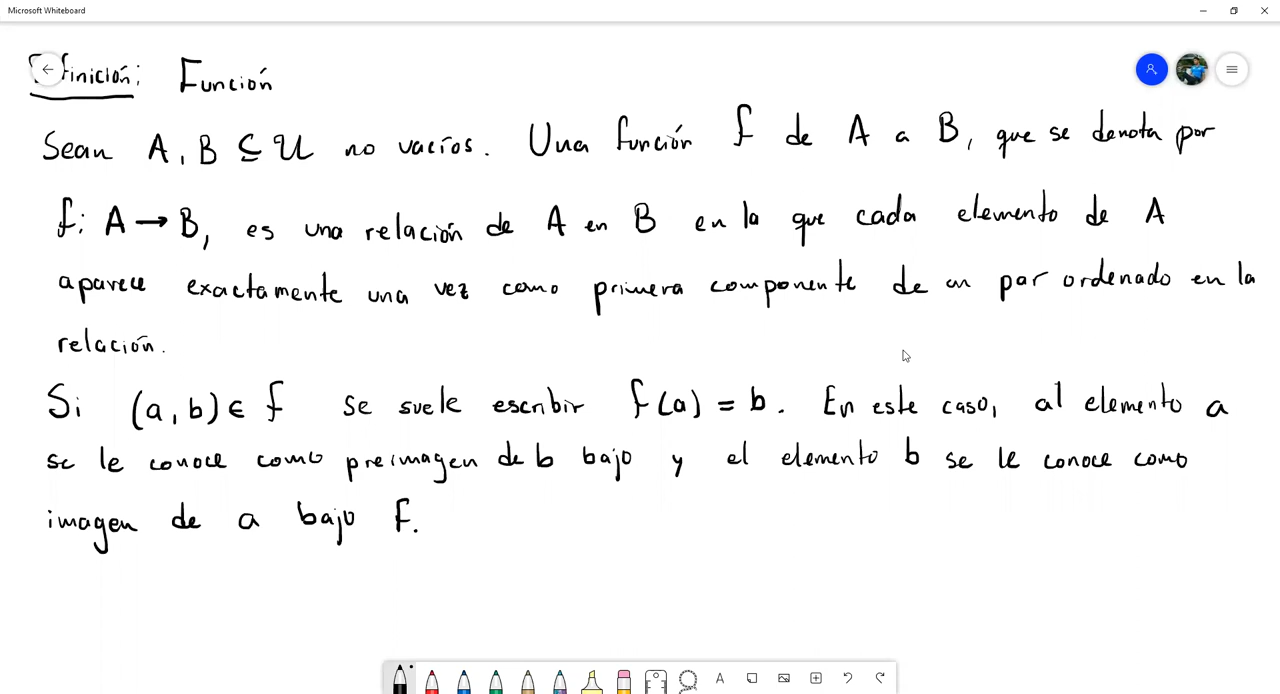 Microsoft Whiteboard
finición: Función
Sean A, B ⊆ U no vacíos. Una función f de A a B, que se denota por
f: A → B, es una relación de A en B en la que cada elemento de A
aparece exactamente una vez como primera componente de un par ordenado en la
relación.
Si (a, b) ∈ f se suele escribir f(a) = b. En este caso, al elemento a
se le conoce como preimagen de b bajo y el elemento b se le conoce como
imagen de a bajo f.
A